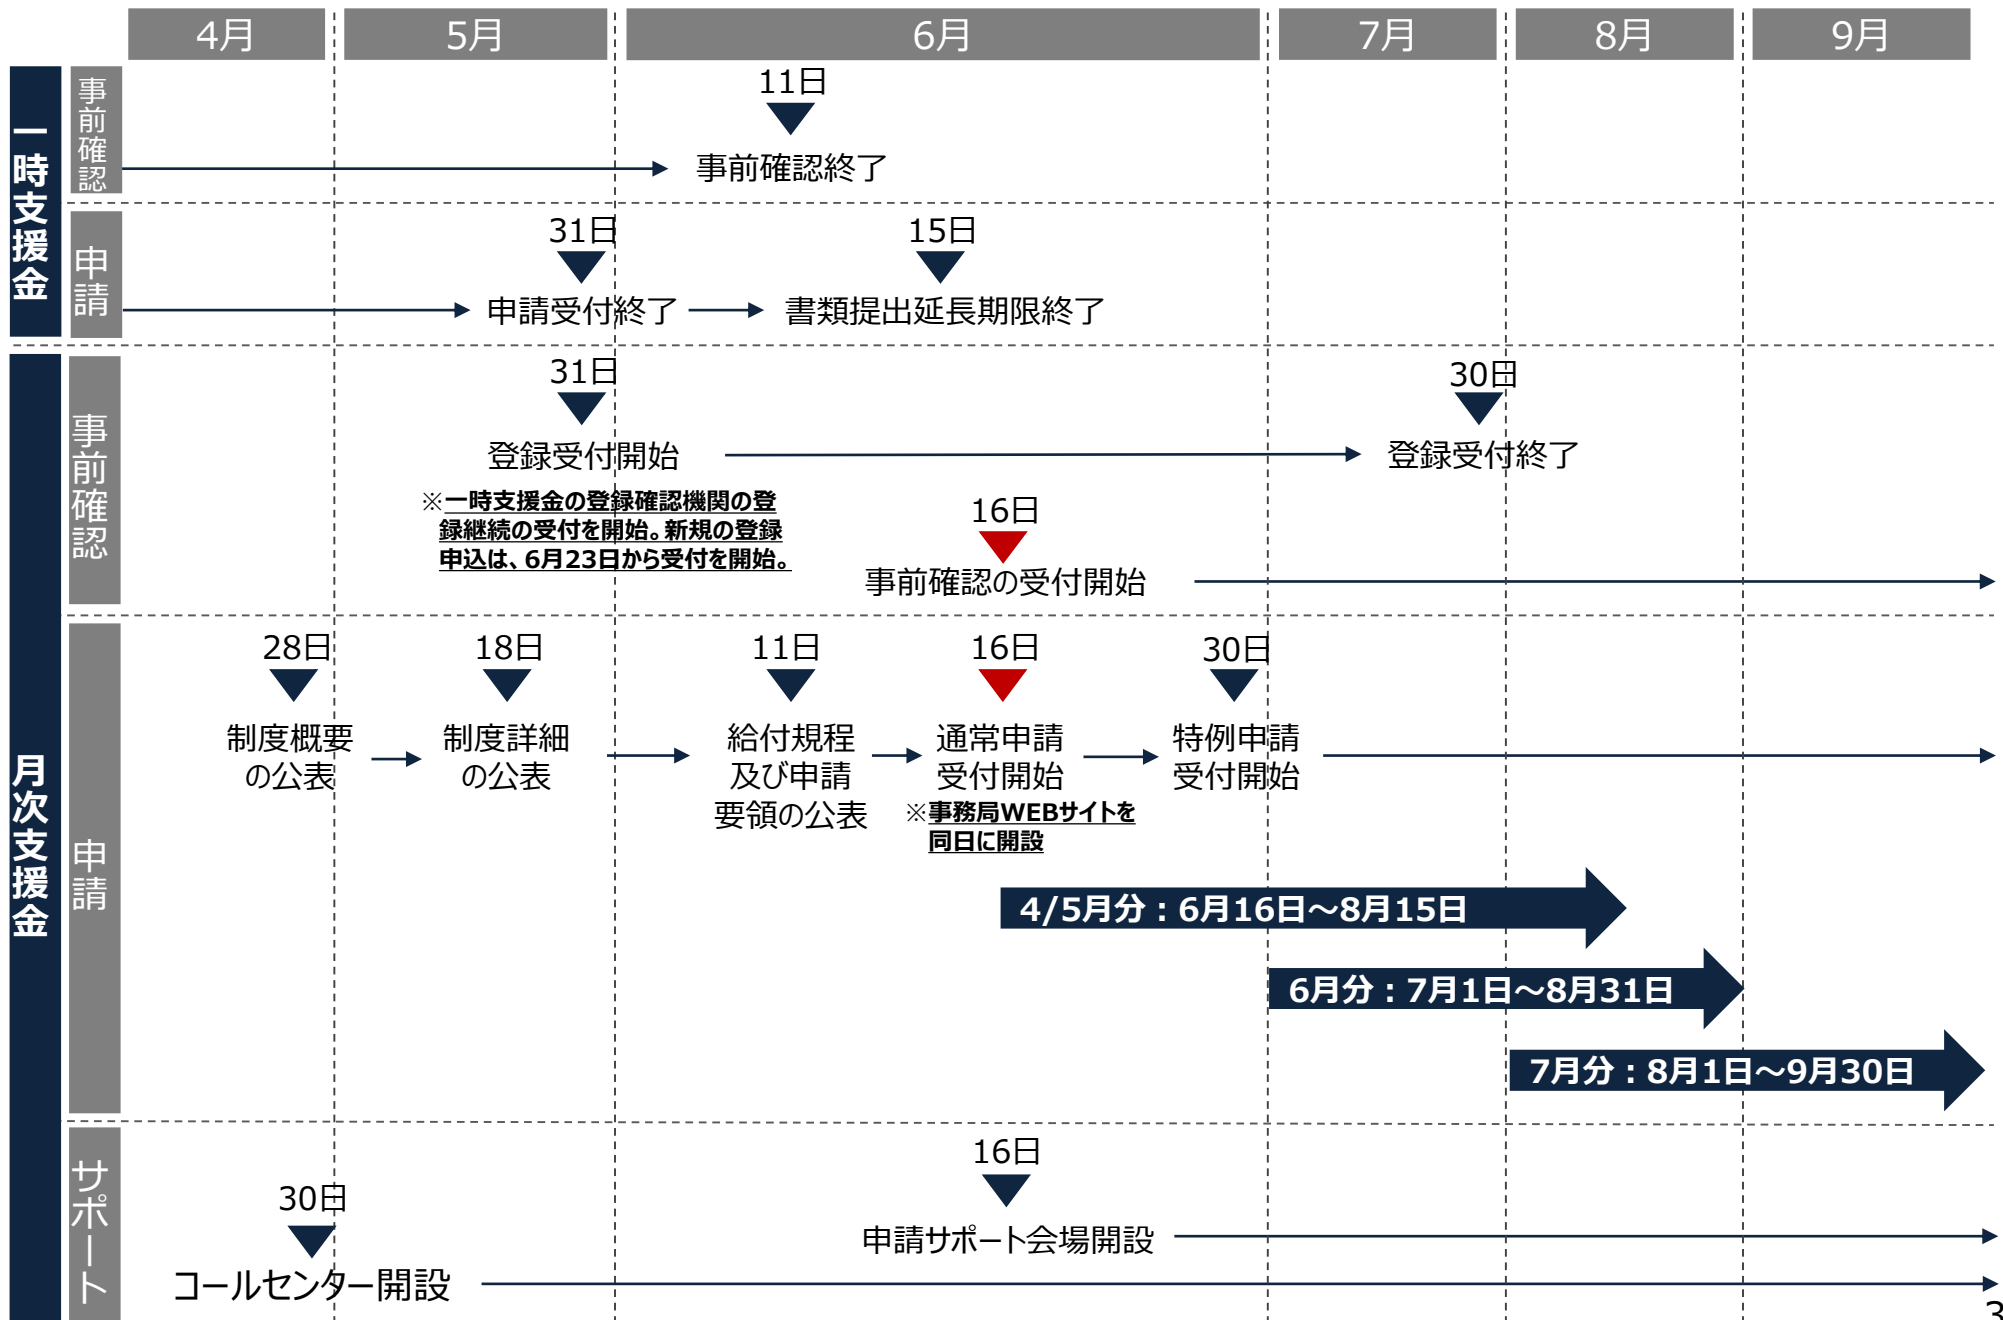 4月
5月
6月
7月
8月
9月
一時支援金
事前確認
11日
事前確認終了
申請
31日
15日
申請受付終了
書類提出延長期限終了
月次支援金
事前確認
31日
30日
登録受付開始
登録受付終了
※一時支援金の登録確認機関の登
録継続の受付を開始。新規の登録
申込は、6月23日から受付を開始。
16日
事前確認の受付開始
申請
28日
18日
11日
16日
30日
制度概要
の公表
制度詳細
の公表
給付規程
及び申請
要領の公表
通常申請
受付開始
※事務局WEBサイトを
同日に開設
特例申請
受付開始
4/5月分：6月16日～8月15日
6月分：7月1日～8月31日
7月分：8月1日～9月30日
サポート
16日
申請サポート会場開設
30日
コールセンター開設
3